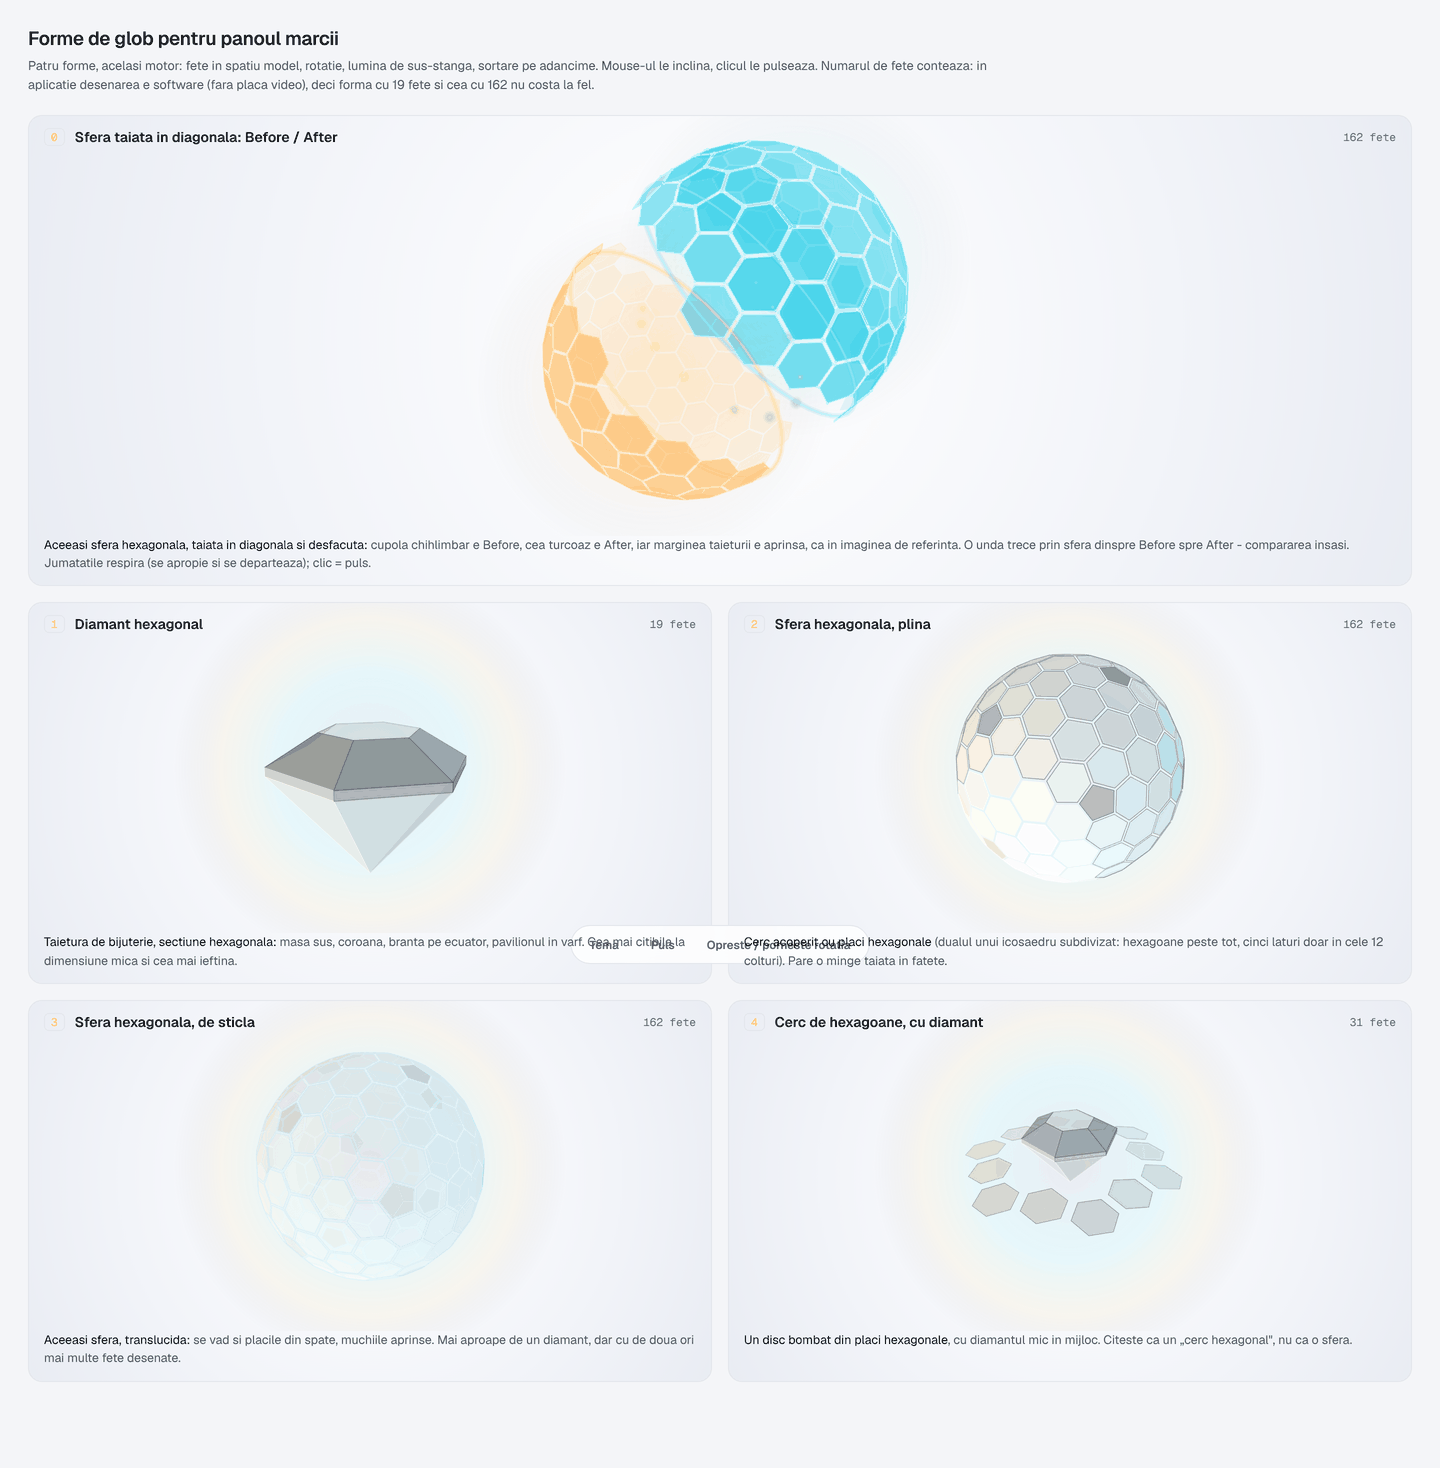 Forme de glob pentru panoul marcii
Patru forme, acelasi motor: fete in spatiu model, rotatie, lumina de sus-stanga, sortare pe adancime. Mouse-ul le inclina, clicul le pulseaza. Numarul de fete conteaza: in
aplicatie desenarea e software (fara placa video), deci forma cu 19 fete si cea cu 162 nu costa la fel.
0 Sfera taiata in diagonala: Before / After 162 fete
Aceeasi sfera hexagonala, taiata in diagonala si desfacuta: cupola chihlimbar e Before, cea turcoaz e After, iar marginea taieturii e aprinsa, ca in imaginea de referinta. O unda trece prin sfera dinspre Before spre After - compararea insasi.
Jumatatile respira (se apropie si se departeaza); clic = puls.
1 Diamant hexagonal 19 fete
Taietura de bijuterie, sectiune hexagonala: masa sus, coroana, branta pe ecuator, pavilionul in varf. Cea mai citibila la
dimensiune mica si cea mai ieftina.
2 Sfera hexagonala, plina 162 fete
Cerc acoperit cu placi hexagonale (dualul unui icosaedru subdivizat: hexagoane peste tot, cinci laturi doar in cele 12
colturi). Pare o minge taiata in fatete.
Tema Puls Opreste / porneste rotatia
3 Sfera hexagonala, de sticla 162 fete
Aceeasi sfera, translucida: se vad si placile din spate, muchiile aprinse. Mai aproape de un diamant, dar cu de doua ori
mai multe fete desenate.
4 Cerc de hexagoane, cu diamant 31 fete
Un disc bombat din placi hexagonale, cu diamantul mic in mijloc. Citeste ca un „cerc hexagonal", nu ca o sfera.